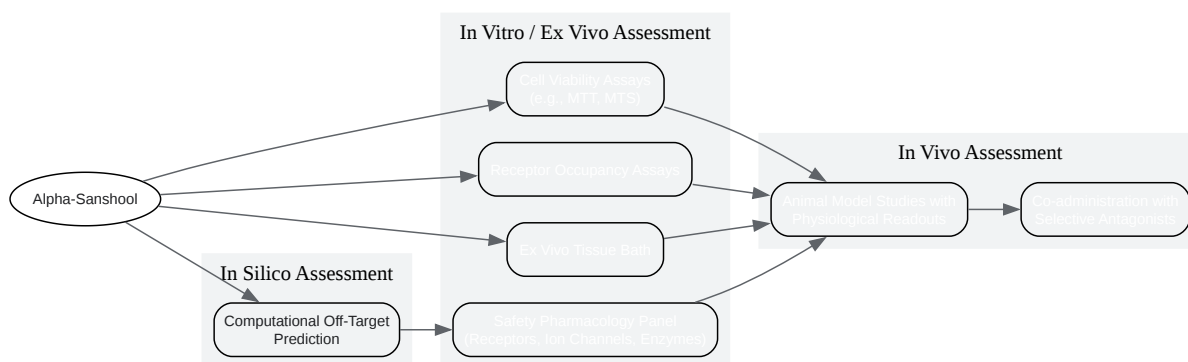 In Vitro / Ex Vivo Assessment
Cell Viability Assays
(e.g., MTT, MTS)
Receptor Occupancy Assays
Ex Vivo Tissue Bath
Safety Pharmacology Panel
(Receptors, Ion Channels, Enzymes)
In Vivo Assessment
Animal Model Studies with
Physiological Readouts
Co-administration with
Selective Antagonists
Alpha-Sanshool
In Silico Assessment
Computational Off-Target
Prediction